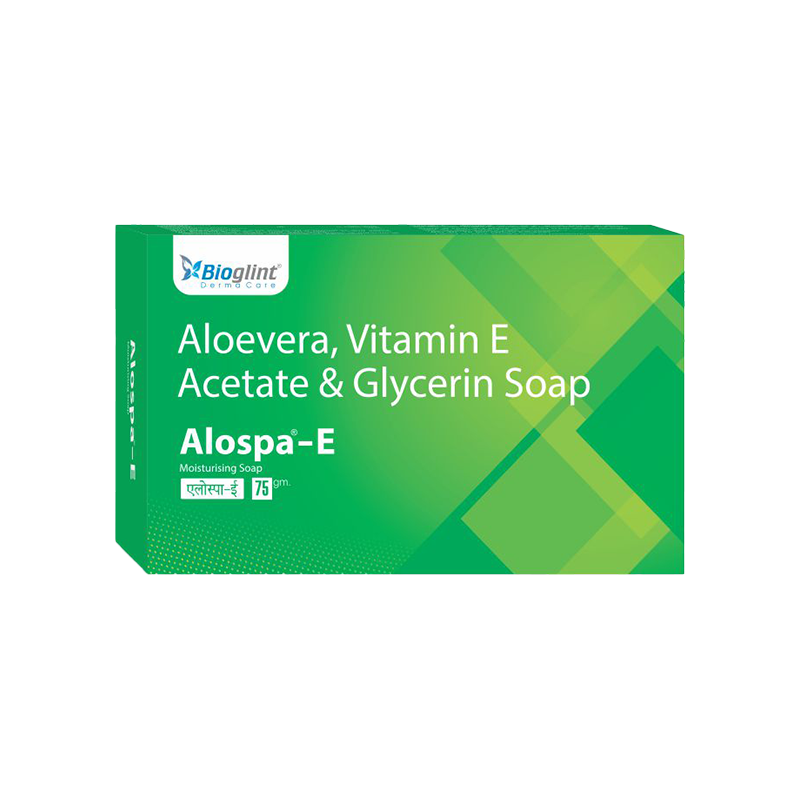 Bioglint®
Derma Care
Aloevera, Vitamin E
Acetate & Glycerin Soap
Alospa®-E
Moisturising Soap
एलोस्पा-ई 75 gm.
Alospa-E